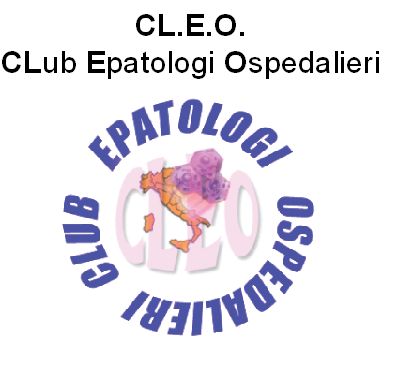 CL.E.O.
CLub Epatologi Ospedalieri
CLUB EPATOLOGI OSPEDALIERI
CLEO